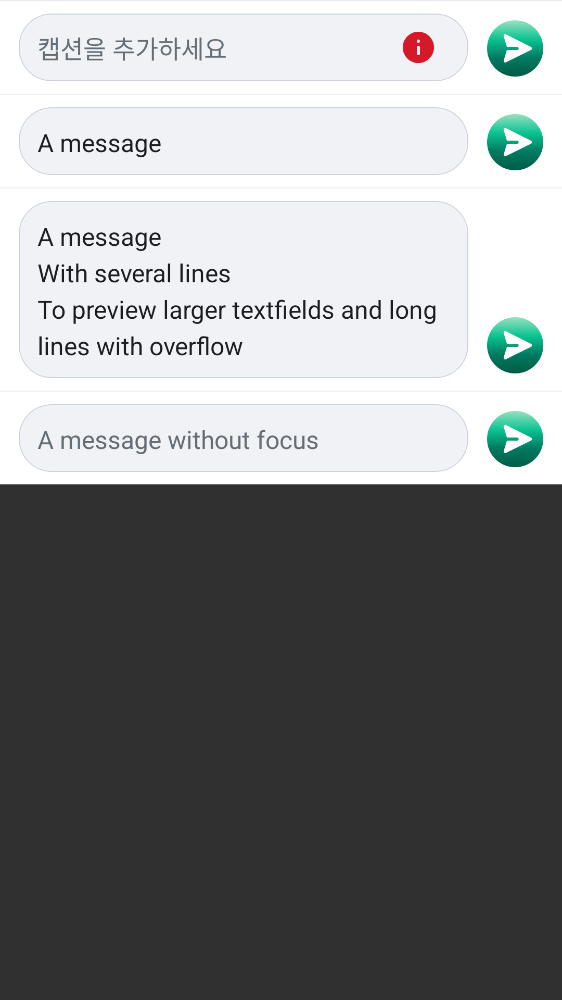 캡션을 추가하세요
A message
A message
With several lines
To preview larger textfields and long
lines with overflow
A message without focus